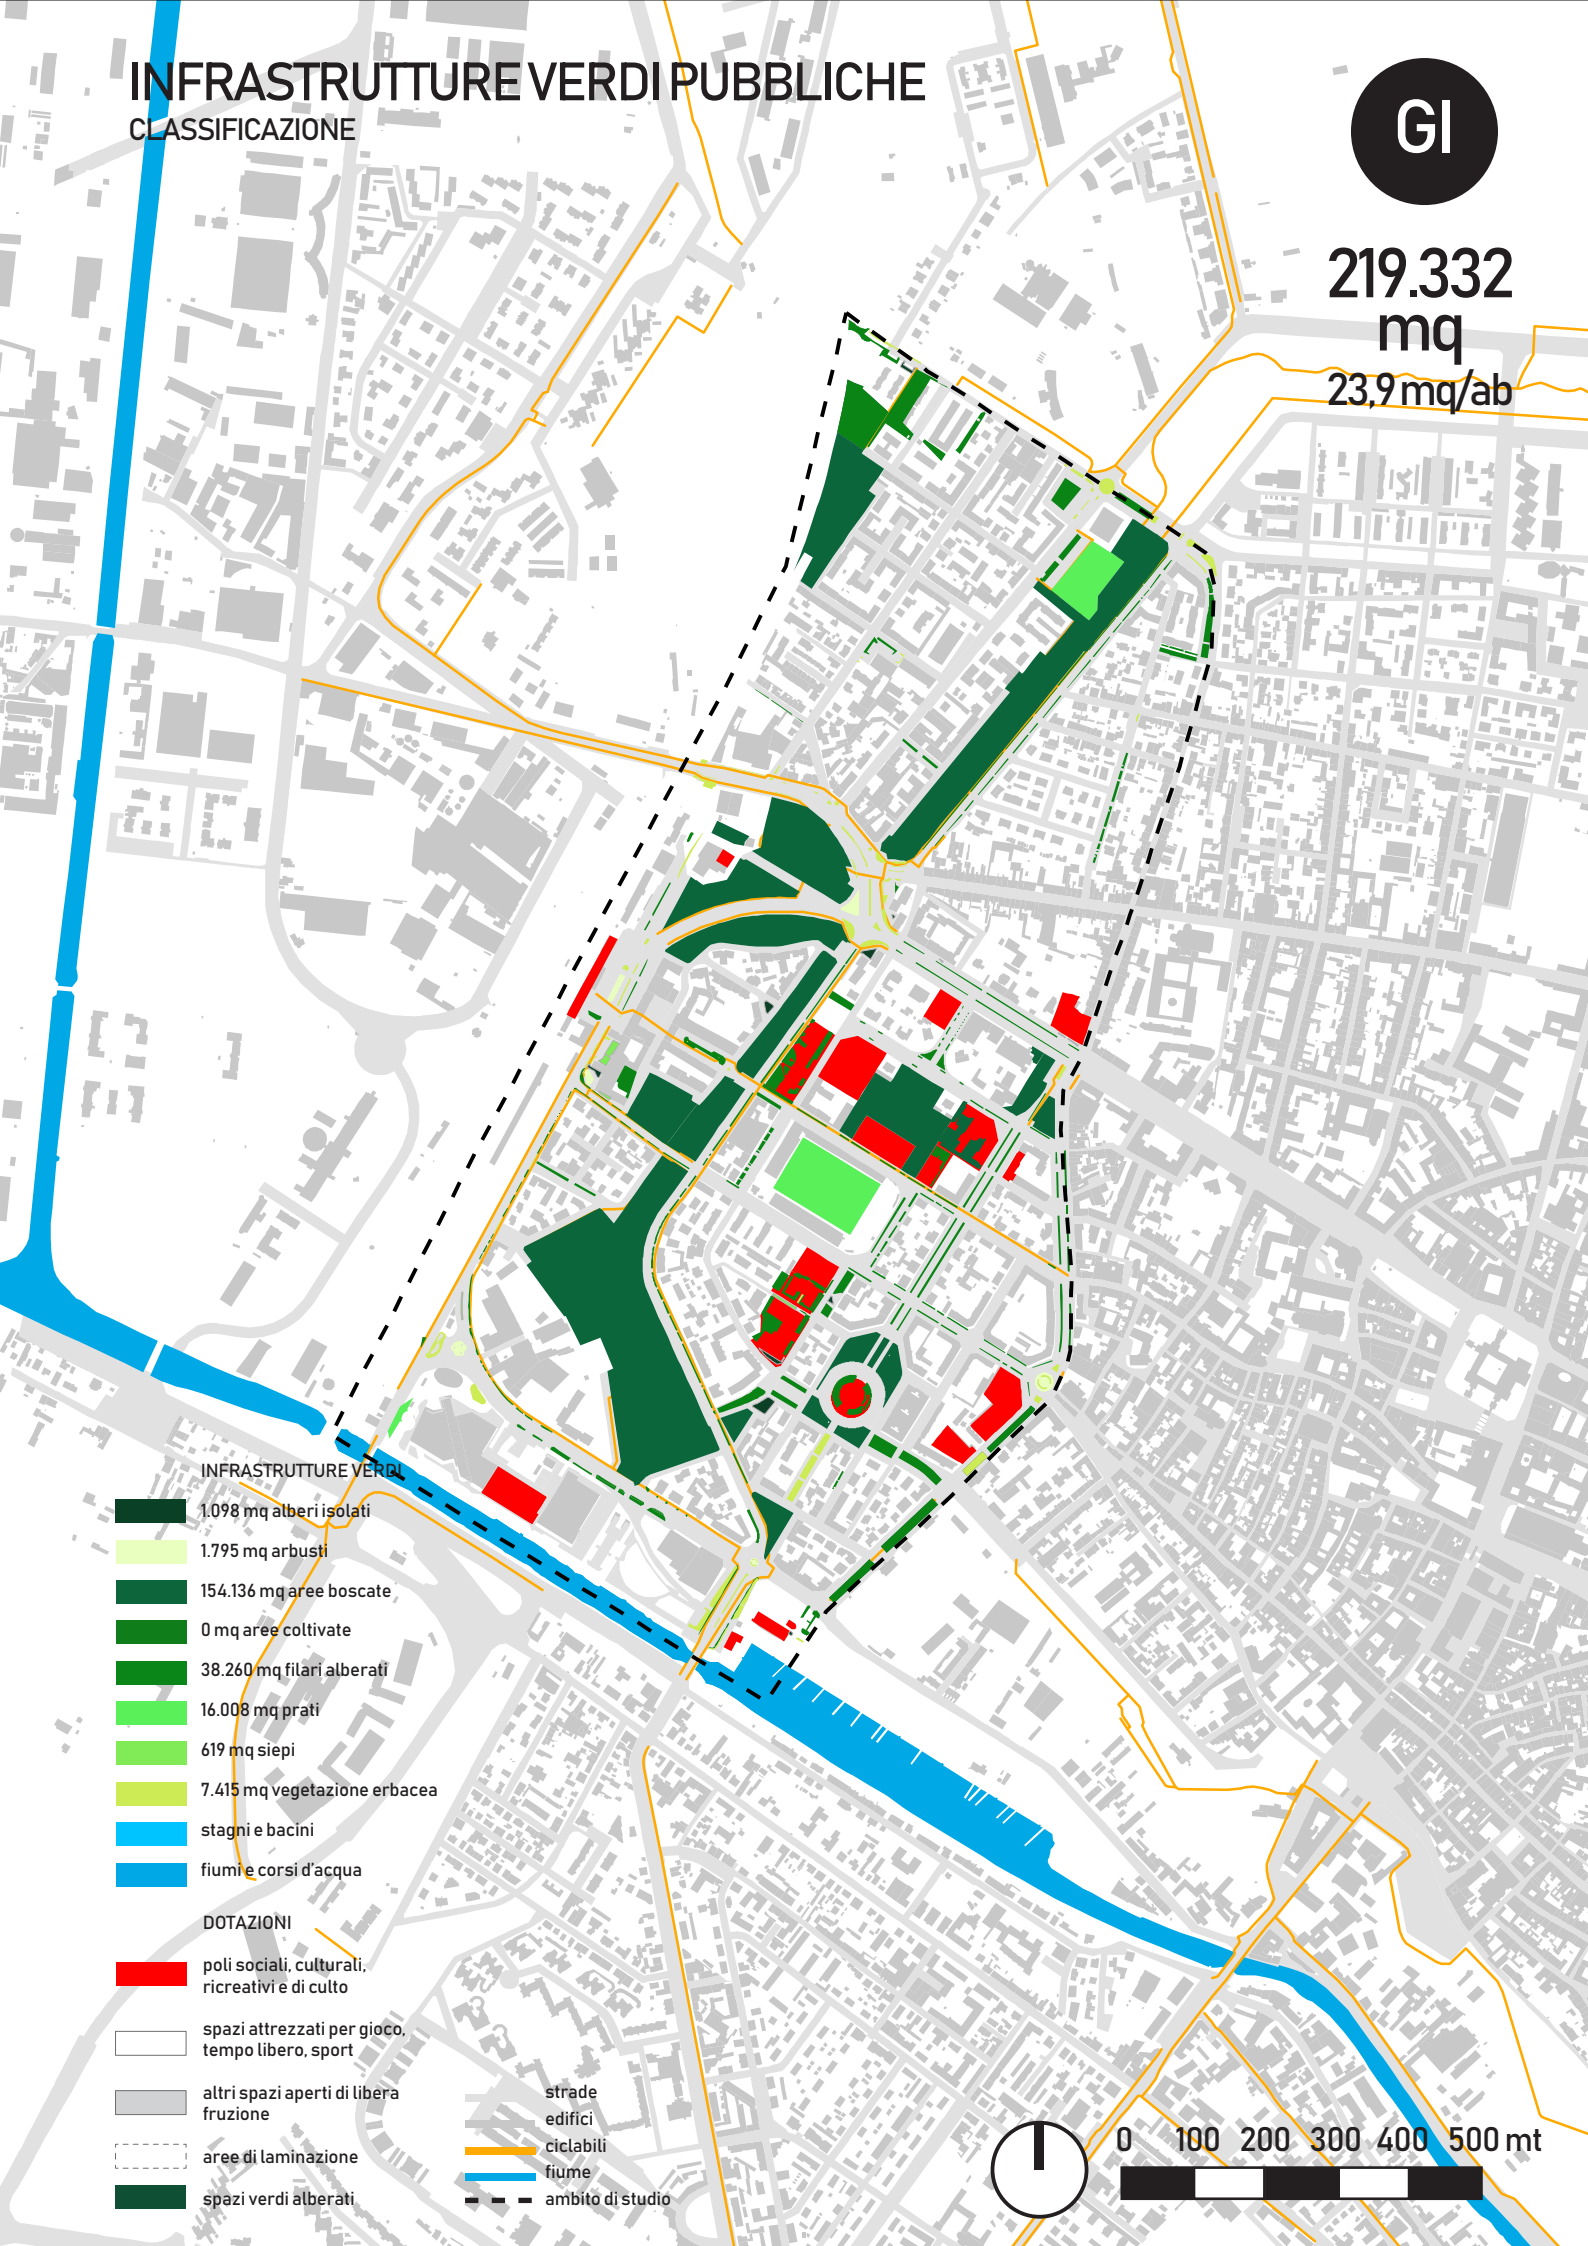 INFRASTRUTTURE VERDI PUBBLICHE
CLASSIFICAZIONE
GI
219.332
mq
23,9 mq/ab
INFRASTRUTTURE VERDI
1.098 mq alberi isolati
1.795 mq arbusti
154.136 mq aree boscate
0 mq aree coltivate
38.260 mq filari alberati
16.008 mq prati
619 mq siepi
7.415 mq vegetazione erbacea
stagni e bacini
fiumi e corsi d'acqua
DOTAZIONI
poli sociali, culturali,
ricreativi e di culto
spazi attrezzati per gioco,
tempo libero, sport
altri spazi aperti di libera
fruzione
aree di laminazione
spazi verdi alberati
strade
edifici
ciclabili
fiume
ambito di studio
0 100 200 300 400 500 mt